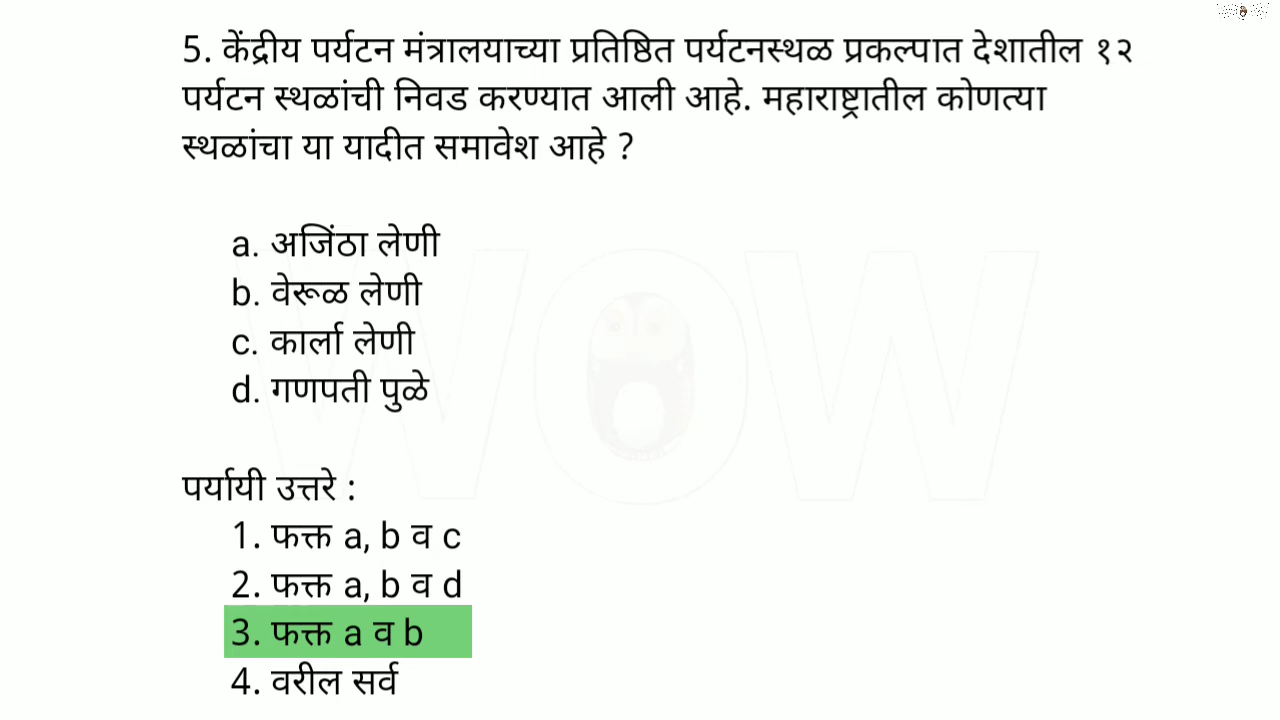 5. केंद्रीय पर्यटन मंत्रालयाच्या प्रतिष्ठित पर्यटनस्थळ प्रकल्पात देशातील १२
पर्यटन स्थळांची निवड करण्यात आली आहे. महाराष्ट्रातील कोणत्या
स्थळांचा या यादीत समावेश आहे ?
a. अजिंठा लेणी
b. वेरूळ लेणी
c. कार्ला लेणी
d. गणपती पुळे
WOW
पर्यायी उत्तरे :
1. फक्त a, b व c
2. फक्त a, b व d
3. फक्त a व b
4. वरील सर्व